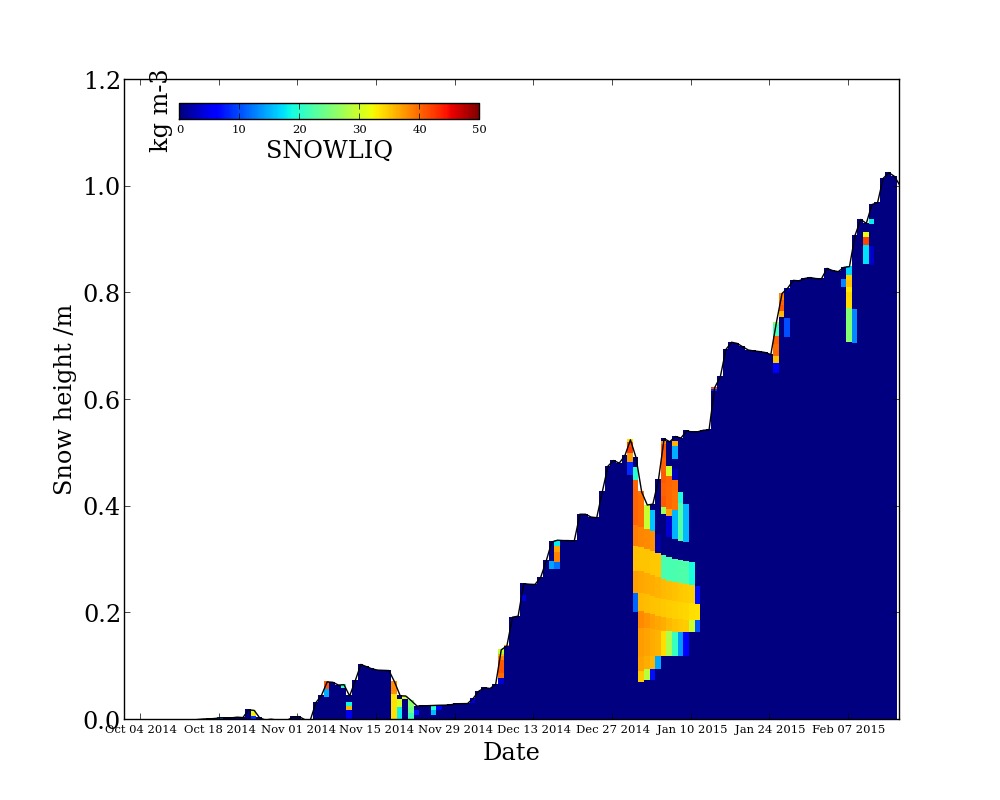 1.2
kg m-3
0 10 20 30 40 50
SNOWLIQ
1.0
0.8
Snow height /m
0.6
0.4
0.2
0.0
Oct 04 2014 Oct 18 2014 Nov 01 2014 Nov 15 2014 Nov 29 2014 Dec 13 2014 Dec 27 2014 Jan 10 2015 Jan 24 2015 Feb 07 2015
Date